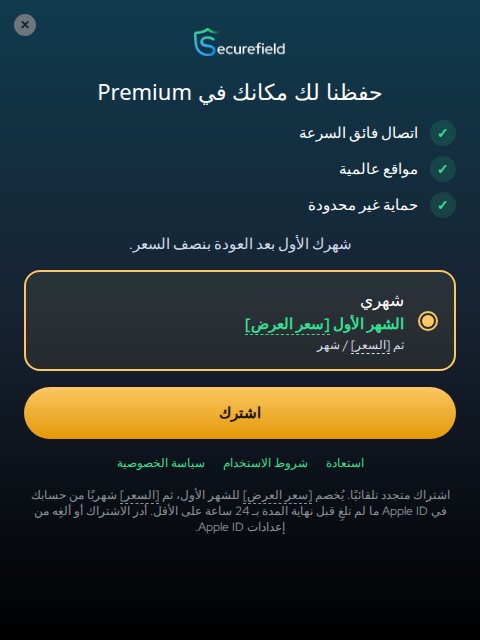 Securefield
حفظنا لك مكانك في Premium
اتصال فائق السرعة
مواقع عالمية
حماية غير محدودة
شهرك الأول بعد العودة بنصف السعر.
شهري
الشهر الأول [سعر العرض]
ثم [السعر] / شهر
اشترك
استعادة شروط الاستخدام سياسة الخصوصية
اشتراك متجدد تلقائيًا. يُخصم [سعر العرض] للشهر الأول، ثم [السعر] شهريًا من حسابك
في Apple ID ما لم تلغِ قبل نهاية المدة بـ 24 ساعة على الأقل. أدر الاشتراك أو ألغِه من
إعدادات Apple ID.